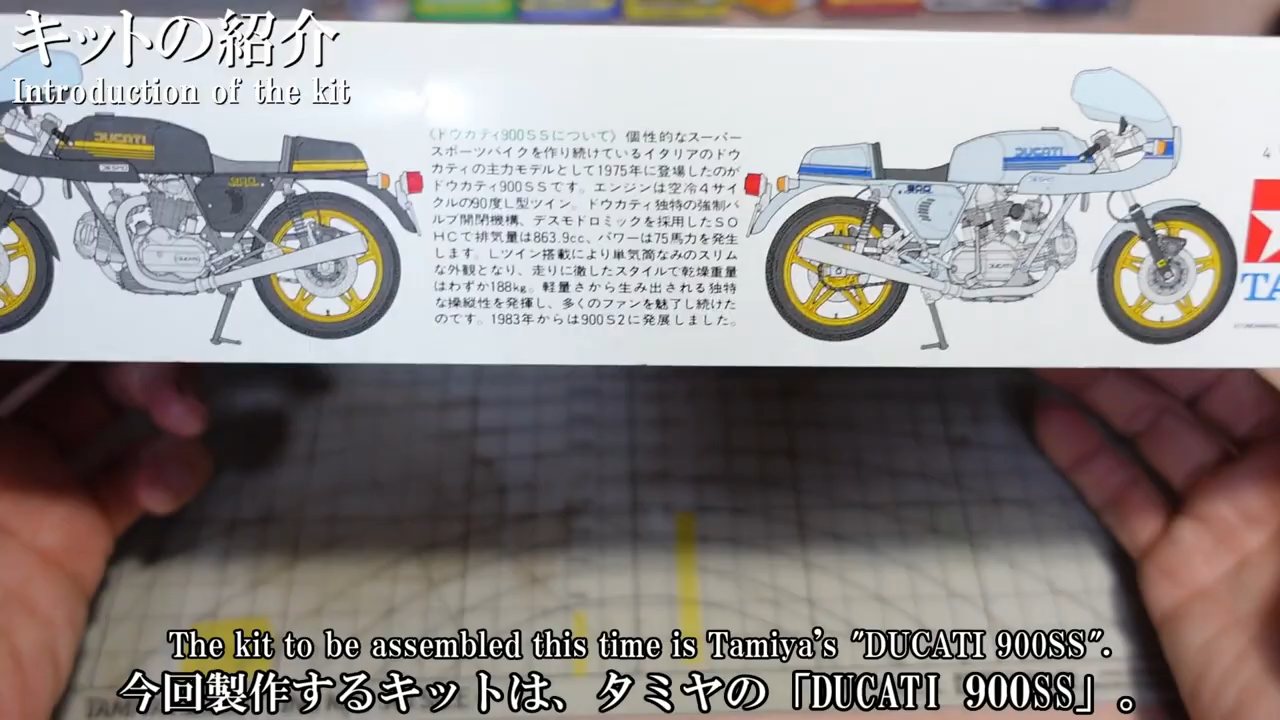 キットの紹介
Introduction of the kit
DUCATI
DESMO
900
《ドウカティ900SSについて》個性的なスーパー
スポーツバイクを作り続けているイタリアのドウ
カティの主力モデルとして1975年に登場したのが
ドウカティ900SSです。エンジンは空冷4サイ
クルの90度L型ツイン。ドウカティ独特の強制バ
ルブ開閉機構、デスモドロミックを採用したSO
HCで排気量は863.9cc、パワーは75馬力を発生
します。Lツイン搭載により単気筒なみのスリム
な外観となり、走りに徹したスタイルで乾燥重量
はわずか188kg。軽量さから生み出される独特
な操縦性を発揮し、多くのファンを魅了し続けた
のです。1983年からは900S2に発展しました。
DUCATI
900
4
TA
The kit to be assembled this time is Tamiya's "DUCATI 900SS".
今回製作するキットは、タミヤの「DUCATI 900SS」。